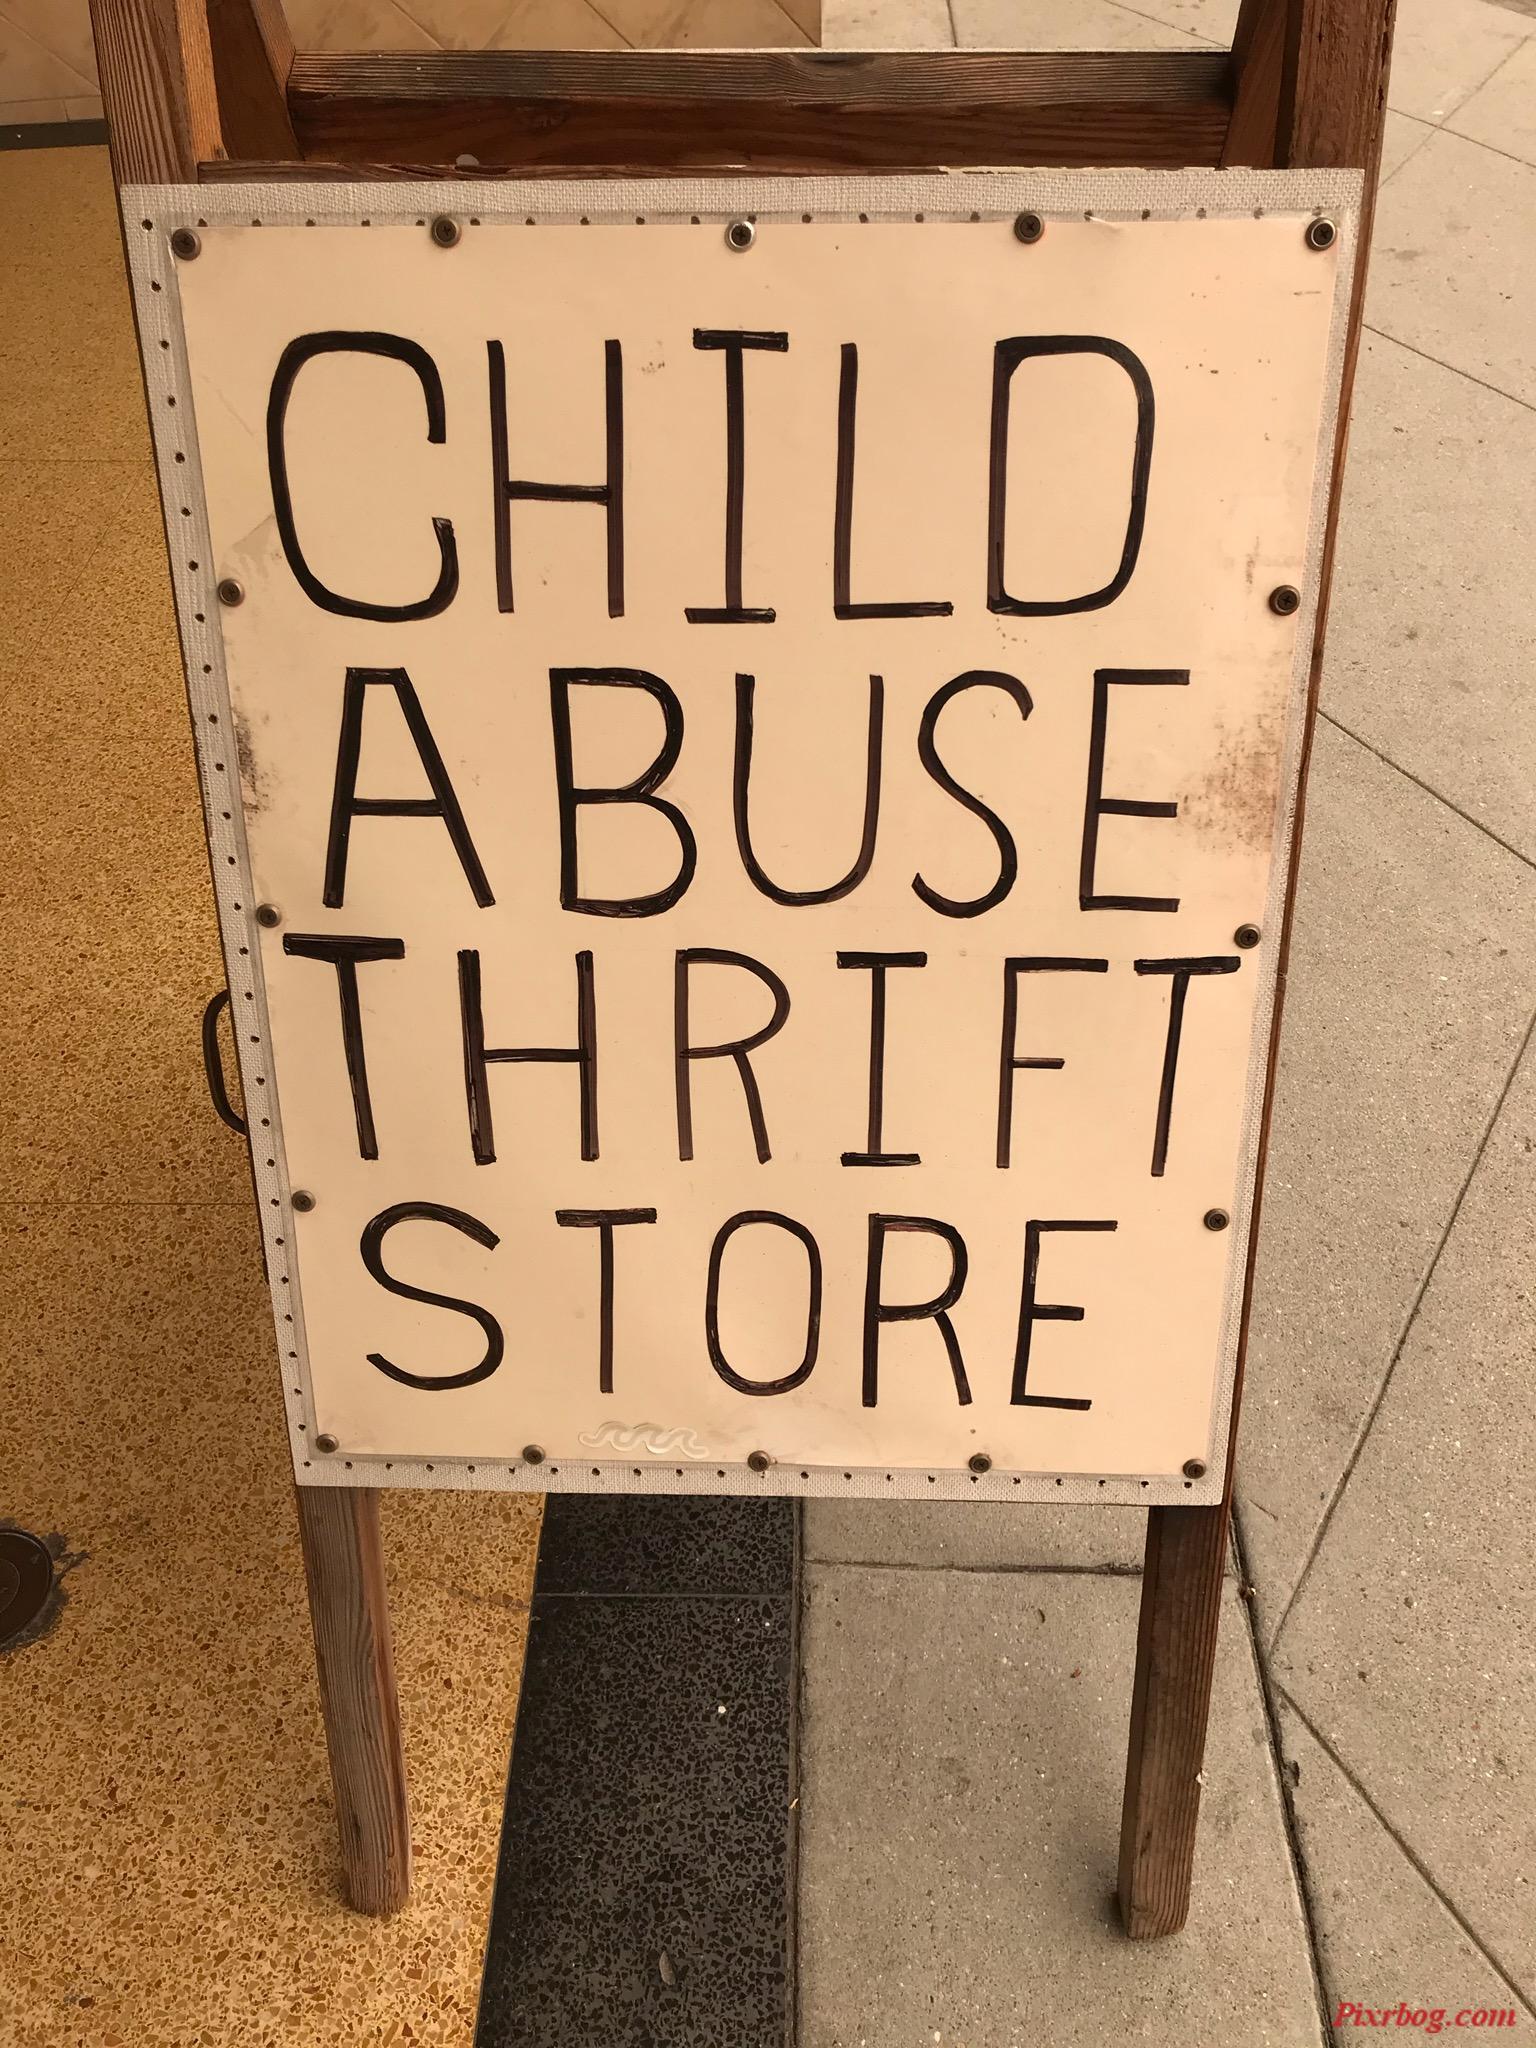 CHILD
ABUSE
THRIFT
STORE
Pixrbog.com